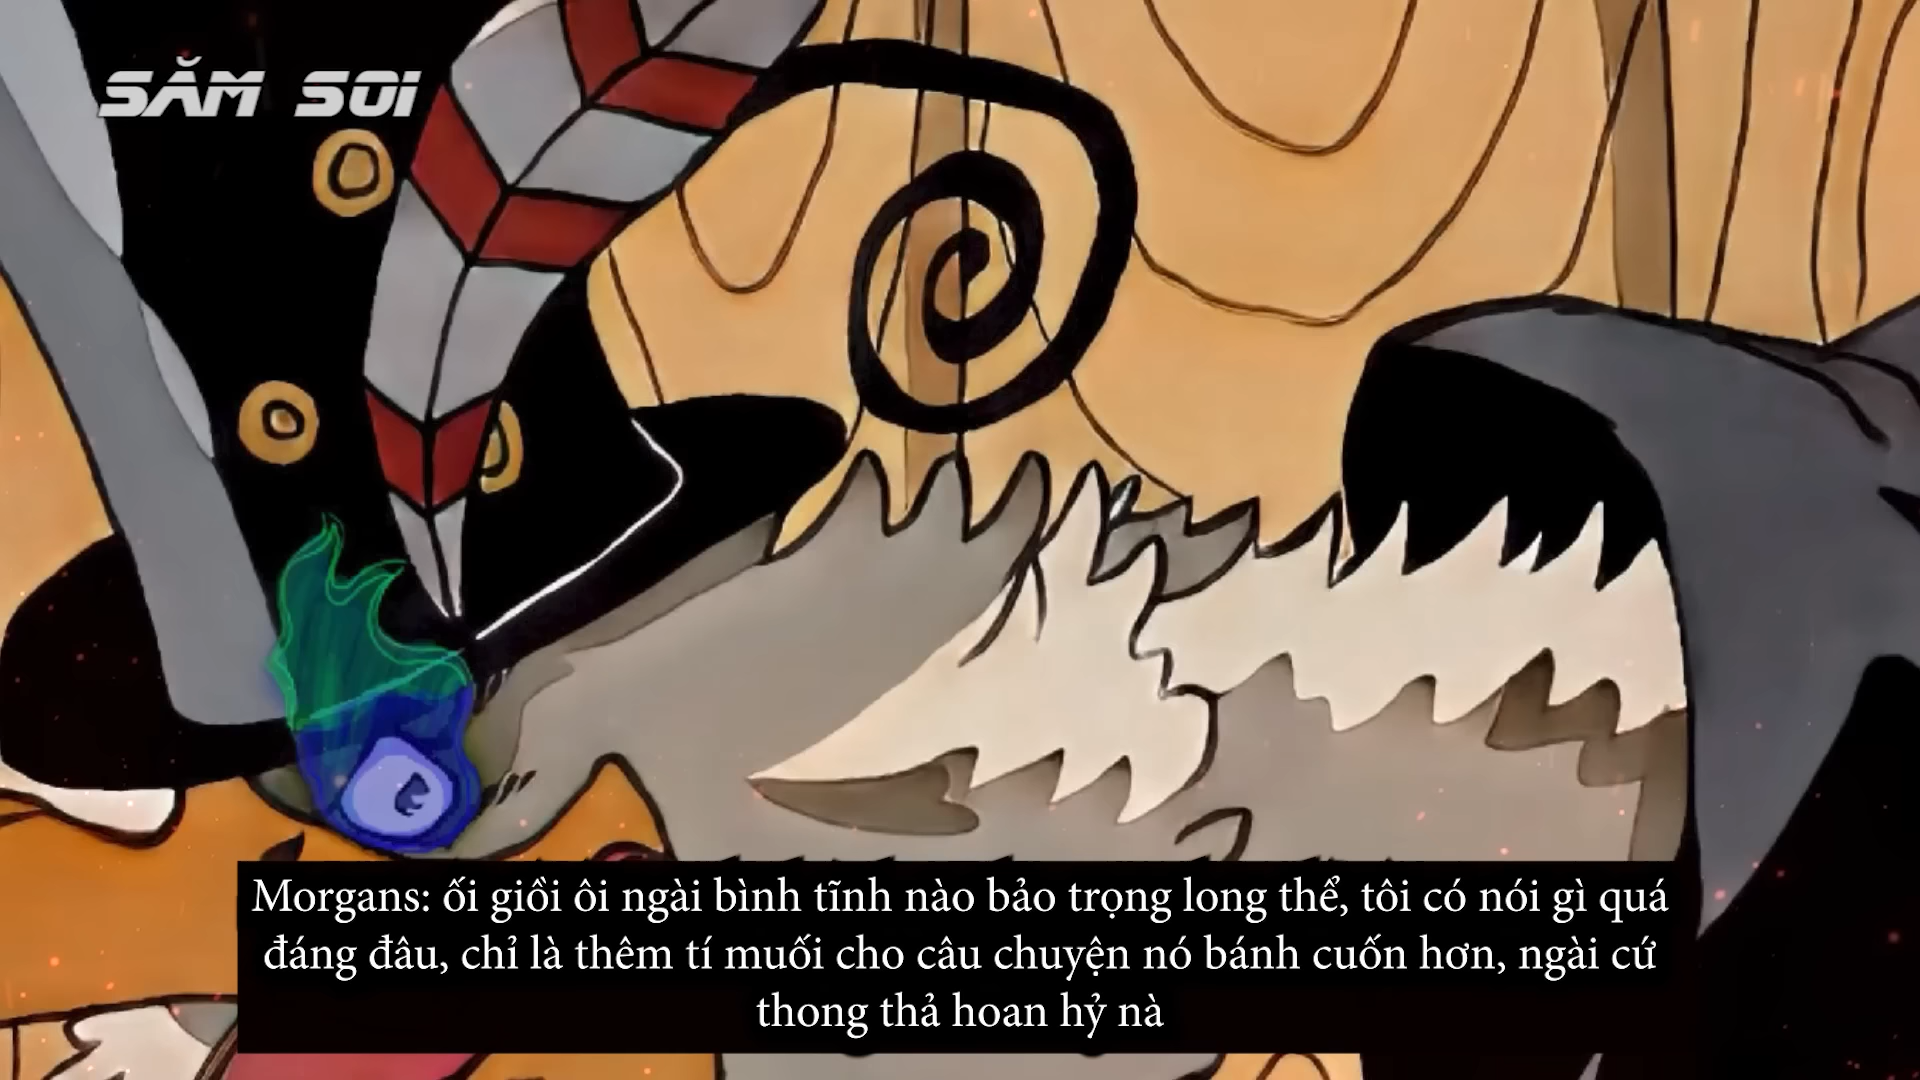 SĂM SOI
Morgans: ối giồi ôi ngài bình tĩnh nào bảo trọng long thể, tôi có nói gì quá
đáng đâu, chỉ là thêm tí muối cho câu chuyện nó bánh cuốn hơn, ngài cứ
thong thả hoan hỷ nà